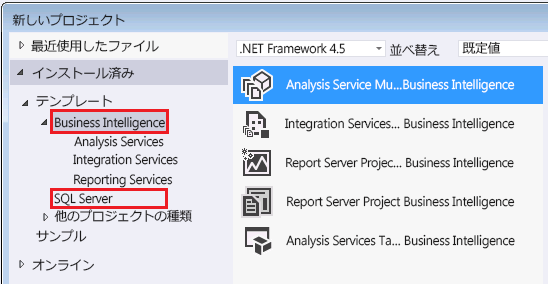 新しいプロジェクト
最近使用したファイル
.NET Framework 4.5
並べ替え
既定値
インストール済み
テンプレート
Business Intelligence
Analysis Services
Integration Services
Reporting Services
SQL Server
他のプロジェクトの種類
サンプル
オンライン
Analysis Service Mu...Business Intelligence
Integration Services... Business Intelligence
Report Server Projec... Business Intelligence
Report Server Project Business Intelligence
Analysis Services Ta... Business Intelligence